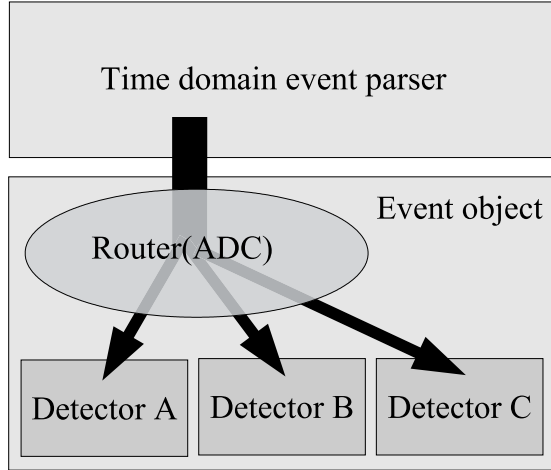 Time domain event parser
Event object
Router(ADC)
Detector A
Detector B
Detector C